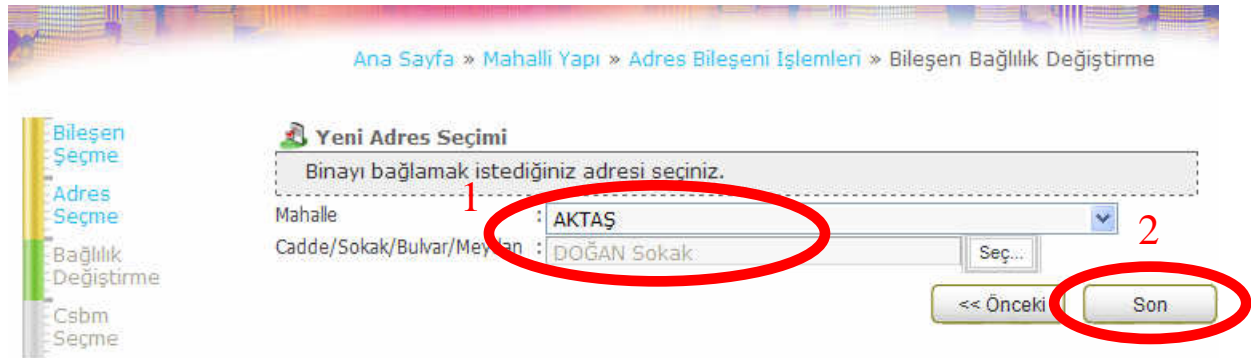 Ana Sayfa » Mahalli Yapı » Adres Bileşeni İşlemleri » Bileşen Bağlılık Değiştirme
Bileşen
Seçme
Adres
Seçme
Bağlılık
Değiştirme
Csbm
Seçme
Yeni Adres Seçimi
Binayı bağlamak istediğiniz adresi seçiniz.
1
Mahalle : AKTAŞ
Cadde/Sokak/Bulvar/Meydan : DOĞAN Sokak Seç...
2
<< Önceki Son